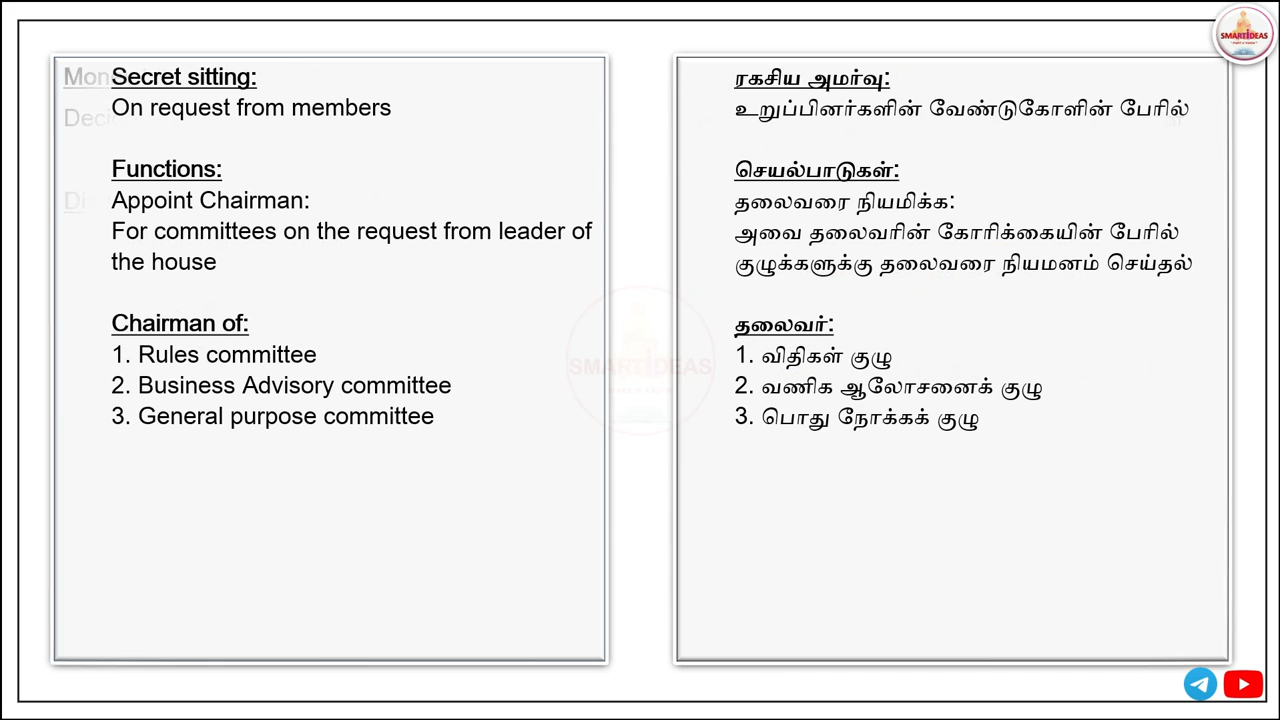 Secret sitting:
On request from members
Functions:
Appoint Chairman:
For committees on the request from leader of
the house
Chairman of:
1. Rules committee
2. Business Advisory committee
3. General purpose committee
ரகசிய அமர்வு:
உறுப்பினர்களின் வேண்டுகோளின் பேரில்
செயல்பாடுகள்:
தலைவரை நியமிக்க:
அவை தலைவரின் கோரிக்கையின் பேரில்
குழுக்களுக்கு தலைவரை நியமனம் செய்தல்
தலைவர்:
1. விதிகள் குழு
2. வணிக ஆலோசனைக் குழு
3. பொது நோக்கக் குழு
SMARTIDEAS
SMARTIDEAS